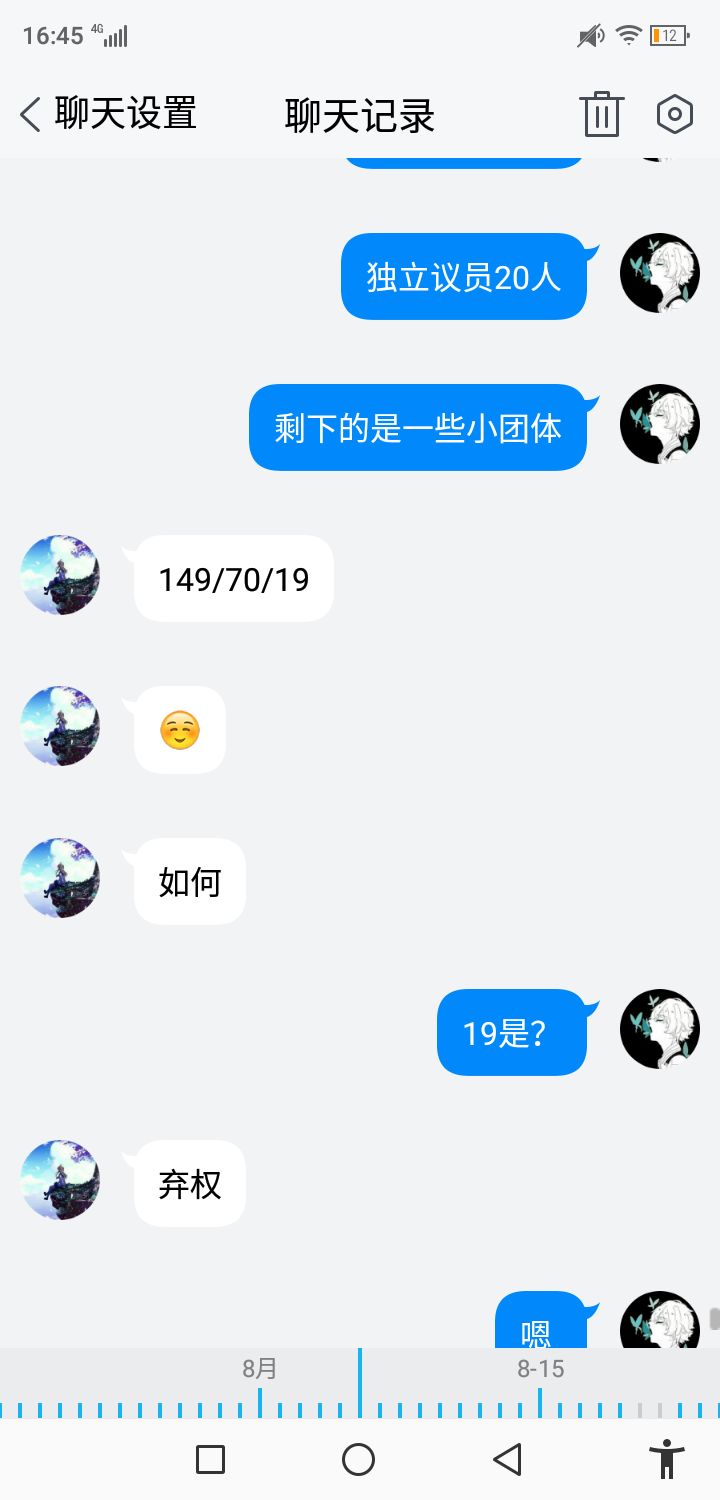 16:45 4G 12
聊天设置 聊天记录
独立议员20人
剩下的是一些小团体
149/70/19
☺️
如何
19是?
弃权
嗯
8月 8-15